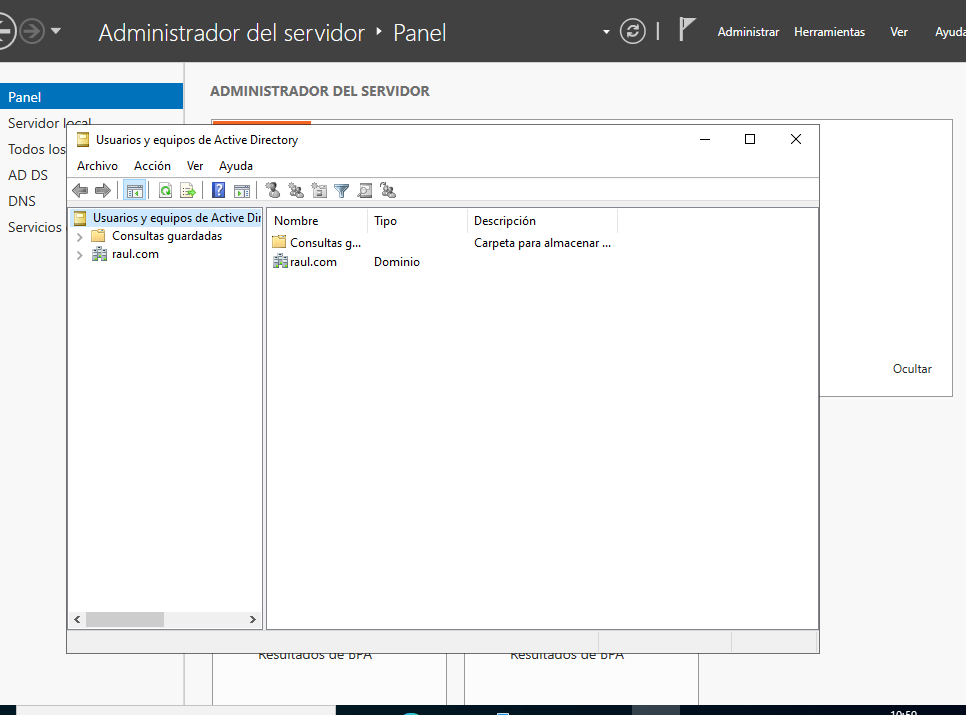 Administrador del servidor ‣ Panel
Administrar Herramientas Ver Ayuda
Panel
ADMINISTRADOR DEL SERVIDOR
Servidor local
Todos los
AD DS
DNS
Servicios
Usuarios y equipos de Active Directory
Archivo Acción Ver Ayuda
Usuarios y equipos de Active Dir
Consultas guardadas
raul.com
Nombre Tipo Descripción
Consultas g... Carpeta para almacenar ...
raul.com Dominio
Ocultar
Resultados de BPA Resultados de BPA
10:50